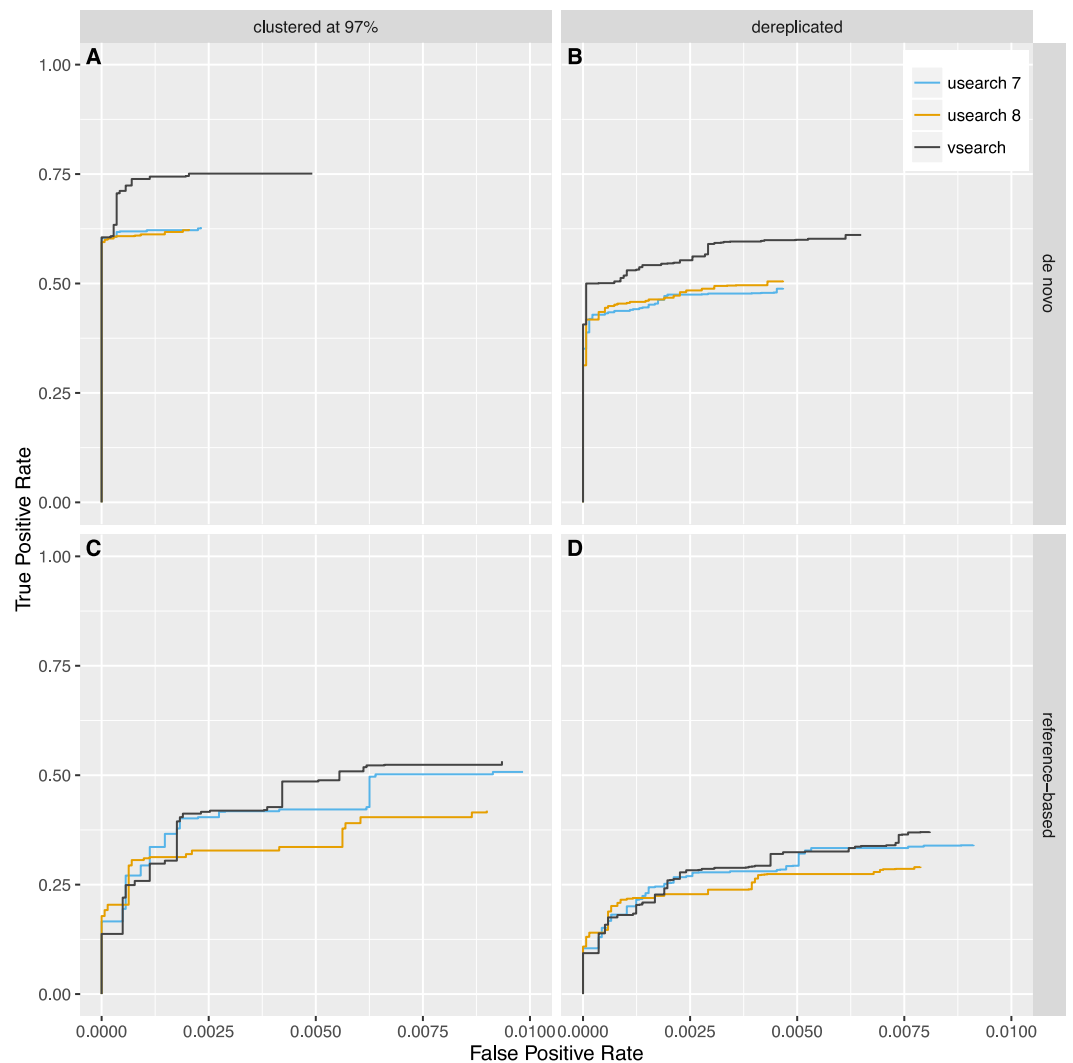 clustered at 97%
dereplicated
A
B
usearch 7
usearch 8
vsearch
1.00
0.75
0.50
0.25
0.00
de novo
True Positive Rate
C
D
1.00
0.75
0.50
0.25
0.00
reference-based
0.0000
0.0025
0.0050
0.0075
0.0100
0.0000
0.0025
0.0050
0.0075
0.0100
False Positive Rate